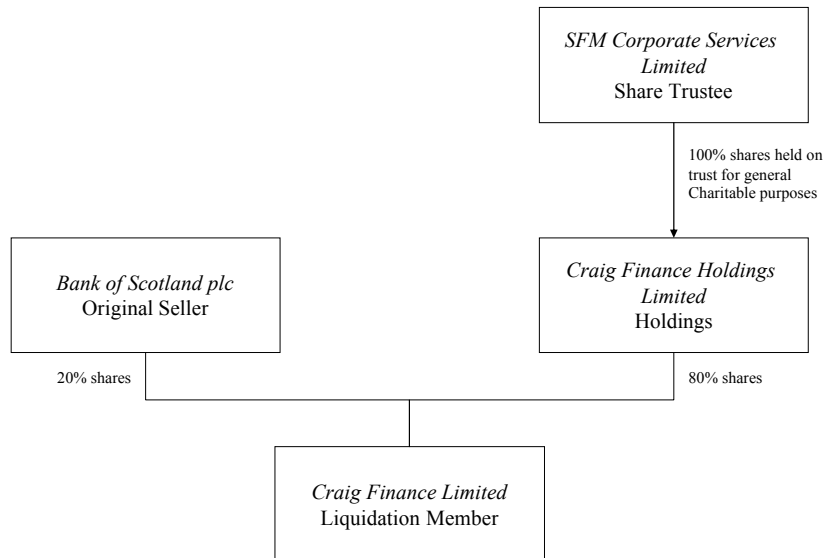 SFM Corporate Services
Limited
Share Trustee
100% shares held on
trust for general
Charitable purposes
Bank of Scotland plc
Original Seller
Craig Finance Holdings
Limited
Holdings
20% shares
80% shares
Craig Finance Limited
Liquidation Member